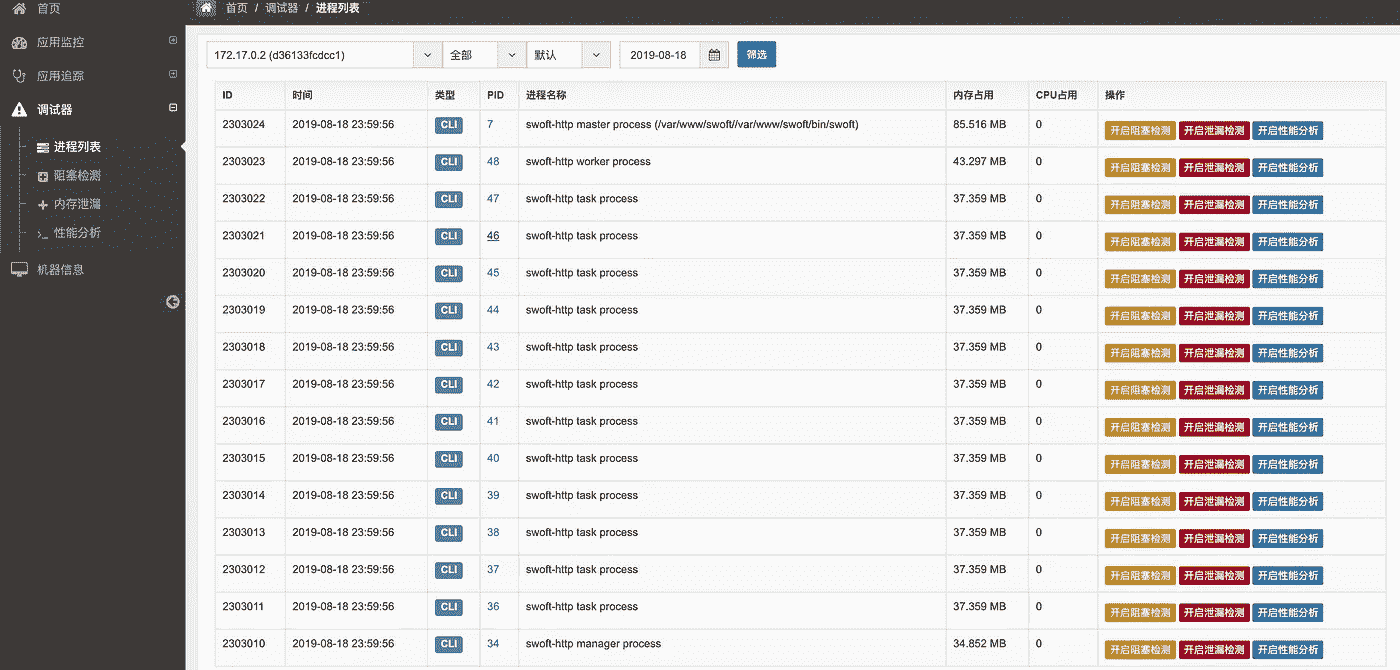 首页
应用监控
应用追踪
调试器
进程列表
阻塞检测
内存泄漏
性能分析
机器信息
首页 / 调试器 / 进程列表
172.17.0.2 (d36133fcdcc1) 全部 默认 2019-08-18 筛选
ID 时间 类型 PID 进程名称 内存占用 CPU占用 操作
2303024 2019-08-18 23:59:56 CLI 7 swoft-http master process (/var/www/swoft//var/www/swoft/bin/swoft) 85.516 MB 0 开启阻塞检测 开启泄漏检测 开启性能分析
2303023 2019-08-18 23:59:56 CLI 48 swoft-http worker process 43.297 MB 0 开启阻塞检测 开启泄漏检测 开启性能分析
2303022 2019-08-18 23:59:56 CLI 47 swoft-http task process 37.359 MB 0 开启阻塞检测 开启泄漏检测 开启性能分析
2303021 2019-08-18 23:59:56 CLI 46 swoft-http task process 37.359 MB 0 开启阻塞检测 开启泄漏检测 开启性能分析
2303020 2019-08-18 23:59:56 CLI 45 swoft-http task process 37.359 MB 0 开启阻塞检测 开启泄漏检测 开启性能分析
2303019 2019-08-18 23:59:56 CLI 44 swoft-http task process 37.359 MB 0 开启阻塞检测 开启泄漏检测 开启性能分析
2303018 2019-08-18 23:59:56 CLI 43 swoft-http task process 37.359 MB 0 开启阻塞检测 开启泄漏检测 开启性能分析
2303017 2019-08-18 23:59:56 CLI 42 swoft-http task process 37.359 MB 0 开启阻塞检测 开启泄漏检测 开启性能分析
2303016 2019-08-18 23:59:56 CLI 41 swoft-http task process 37.359 MB 0 开启阻塞检测 开启泄漏检测 开启性能分析
2303015 2019-08-18 23:59:56 CLI 40 swoft-http task process 37.359 MB 0 开启阻塞检测 开启泄漏检测 开启性能分析
2303014 2019-08-18 23:59:56 CLI 39 swoft-http task process 37.359 MB 0 开启阻塞检测 开启泄漏检测 开启性能分析
2303013 2019-08-18 23:59:56 CLI 38 swoft-http task process 37.359 MB 0 开启阻塞检测 开启泄漏检测 开启性能分析
2303012 2019-08-18 23:59:56 CLI 37 swoft-http task process 37.359 MB 0 开启阻塞检测 开启泄漏检测 开启性能分析
2303011 2019-08-18 23:59:56 CLI 36 swoft-http task process 37.359 MB 0 开启阻塞检测 开启泄漏检测 开启性能分析
2303010 2019-08-18 23:59:56 CLI 34 swoft-http manager process 34.852 MB 0 开启阻塞检测 开启泄漏检测 开启性能分析